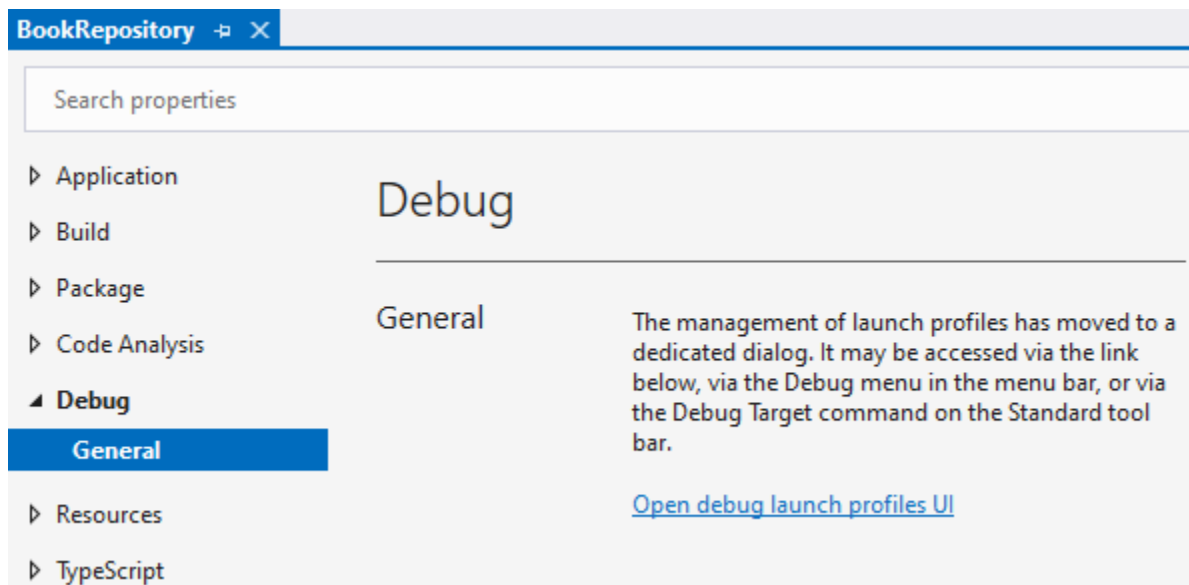 BookRepository
Search properties
Application
Build
Package
Code Analysis
Debug
General
Resources
TypeScript
Debug
General
The management of launch profiles has moved to a
dedicated dialog. It may be accessed via the link
below, via the Debug menu in the menu bar, or via
the Debug Target command on the Standard tool
bar.
Open debug launch profiles UI